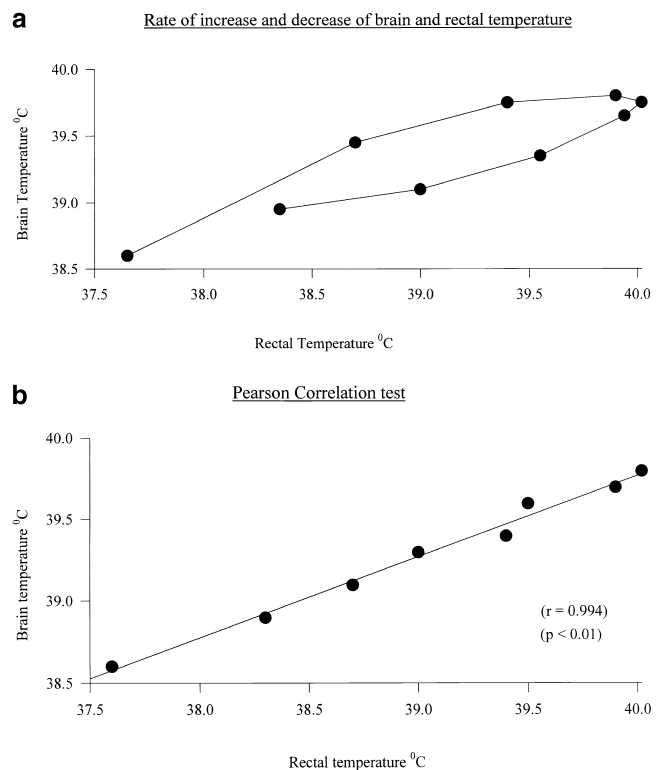 a
Rate of increase and decrease of brain and rectal temperature
40.0
39.5
39.0
38.5
Brain Temperature ⁰C
37.5 38.0 38.5 39.0 39.5 40.0
Rectal Temperature ⁰C
b
Pearson Correlation test
40.0
39.5
39.0
38.5
Brain temperature ⁰C
(r = 0.994)
(p < 0.01)
37.5 38.0 38.5 39.0 39.5 40.0
Rectal temperature ⁰C